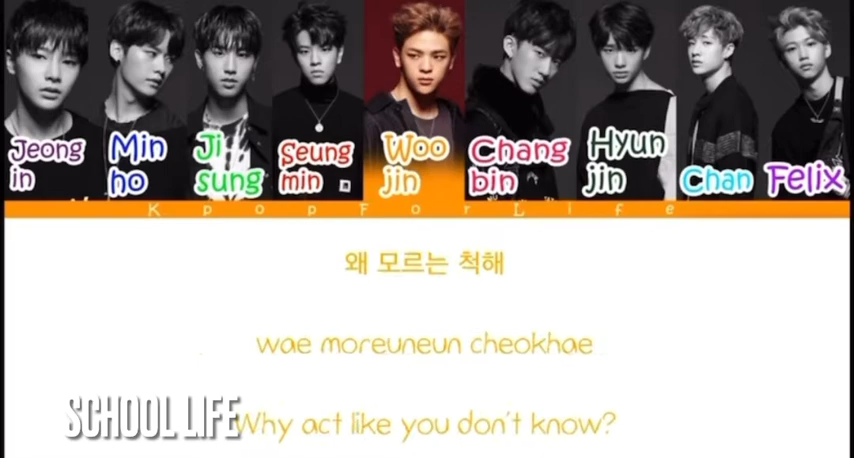 Jeong in
Min ho
Ji sung
Seung min
Woo jin
Chang bin
Hyun jin
Chan
Felix
K p o p F o r L i f e
왜 모르는 척해
wae moreuneun cheokhae
SCHOOL LIFE
Why act like you don't know?